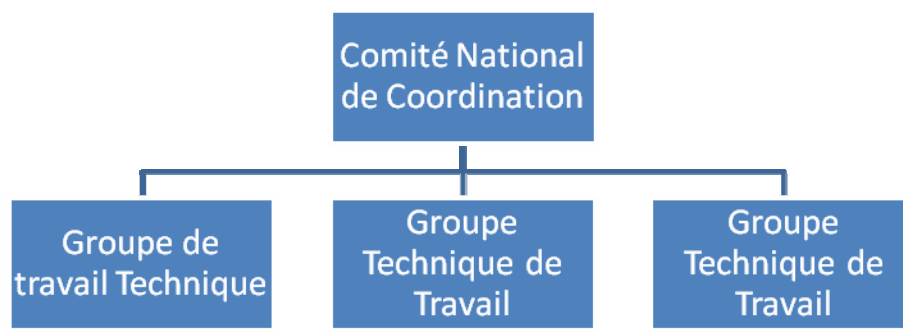 Comité National
de Coordination
Groupe de
travail Technique
Groupe
Technique de
Travail
Groupe
Technique de
Travail